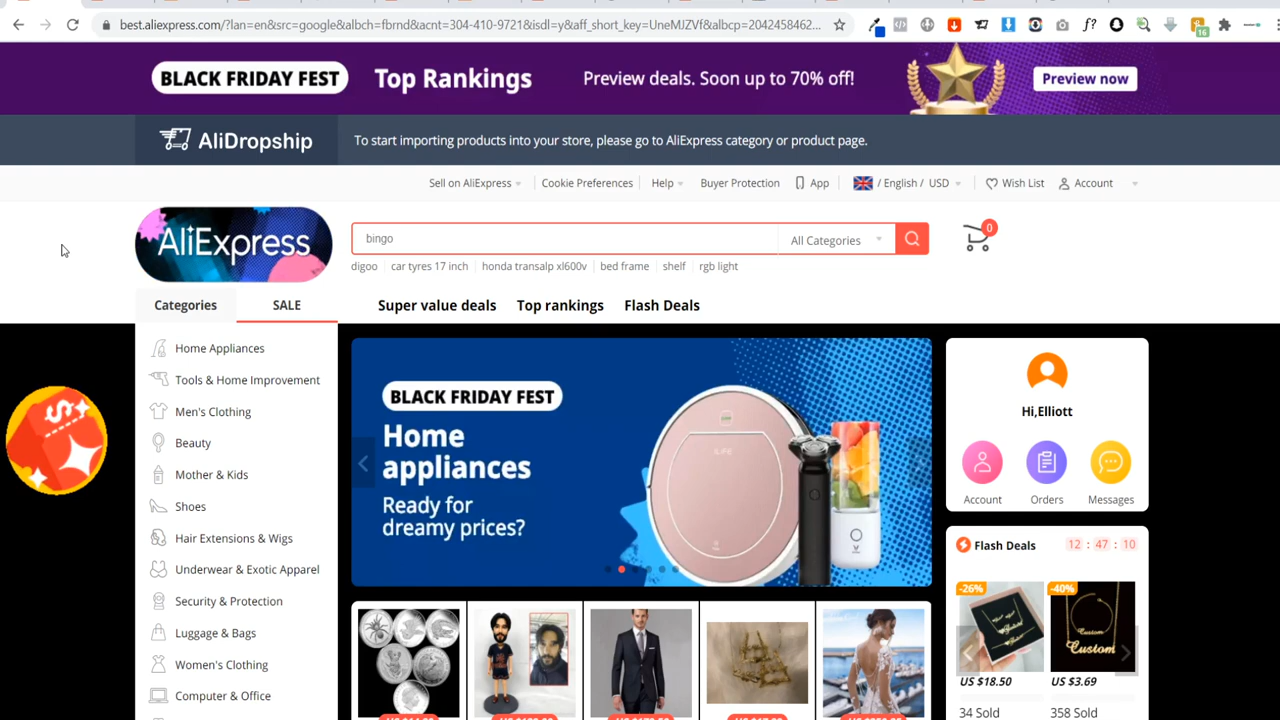 best.aliexpress.com/?lan=en&src=google&albch=fbrnd&acnt=304-410-9721&isdl=y&aff_short_key=UneMJZVf&albcp=2042458462...
f?
16
BLACK FRIDAY FEST Top Rankings Preview deals. Soon up to 70% off! Preview now
AliDropship To start importing products into your store, please go to AliExpress category or product page.
Sell on AliExpress Cookie Preferences Help Buyer Protection App / English / USD Wish List Account
AliExpress
bingo All Categories
0
digoo car tyres 17 inch honda transalp xl600v bed frame shelf rgb light
Categories SALE Super value deals Top rankings Flash Deals
Home Appliances
Tools & Home Improvement
Men's Clothing
Beauty
Mother & Kids
Shoes
Hair Extensions & Wigs
Underwear & Exotic Apparel
Security & Protection
Luggage & Bags
Women's Clothing
Computer & Office
BLACK FRIDAY FEST
Home
appliances
Ready for
dreamy prices?
ILIFE
Hi,Elliott
Account Orders Messages
Flash Deals 12 : 47 : 10
-26% -40%
Custom
Custom
US $18.50 US $3.69
34 Sold 358 Sold